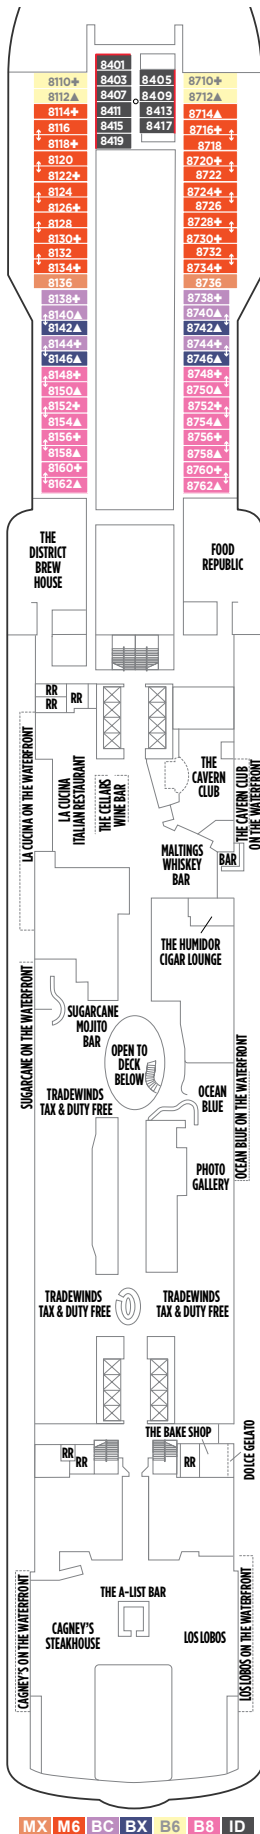 8401
8403 8405
8407 8409
8411 8413
8415 8417
8419
8110✚ 8710✚
8112▲ 8712▲
8114✚ 8714▲
8116 8716✚
8118✚ 8718
8120 8720✚
8122✚ 8722
8124 8724✚
8126✚ 8726
8128 8728✚
8130✚ 8730✚
8132 8732
8134✚ 8734✚
8136 8736
8138✚ 8738✚
8140▲ 8740▲
8142▲ 8742▲
8144✚ 8744✚
8146▲ 8746▲
8148✚ 8748✚
8150▲ 8750▲
8152✚ 8752✚
8154▲ 8754▲
8156✚ 8756✚
8158▲ 8758▲
8160✚ 8760✚
8162▲ 8762▲
THE
DISTRICT
BREW
HOUSE
FOOD
REPUBLIC
RR
RR
RR
LA CUCINA ON THE WATERFRONT
LA CUCINA
ITALIAN RESTAURANT
THE CELLARS
WINE BAR
THE
CAVERN
CLUB
THE CAVERN CLUB
ON THE WATERFRONT
MALTINGS
WHISKEY
BAR
BAR
THE HUMIDOR
CIGAR LOUNGE
SUGARCANE ON THE WATERFRONT
SUGARCANE
MOJITO
BAR
OPEN TO
DECK
BELOW
TRADEWINDS
TAX & DUTY FREE
OCEAN
BLUE
OCEAN BLUE ON THE WATERFRONT
PHOTO
GALLERY
TRADEWINDS
TAX & DUTY FREE
TRADEWINDS
TAX & DUTY FREE
THE BAKE SHOP
DOLCE GELATO
RR
RR
RR
THE A-LIST BAR
CAGNEY'S ON THE WATERFRONT
CAGNEY'S
STEAKHOUSE
LOS LOBOS
LOS LOBOS ON THE WATERFRONT
MX M6 BC BX B6 B8 ID